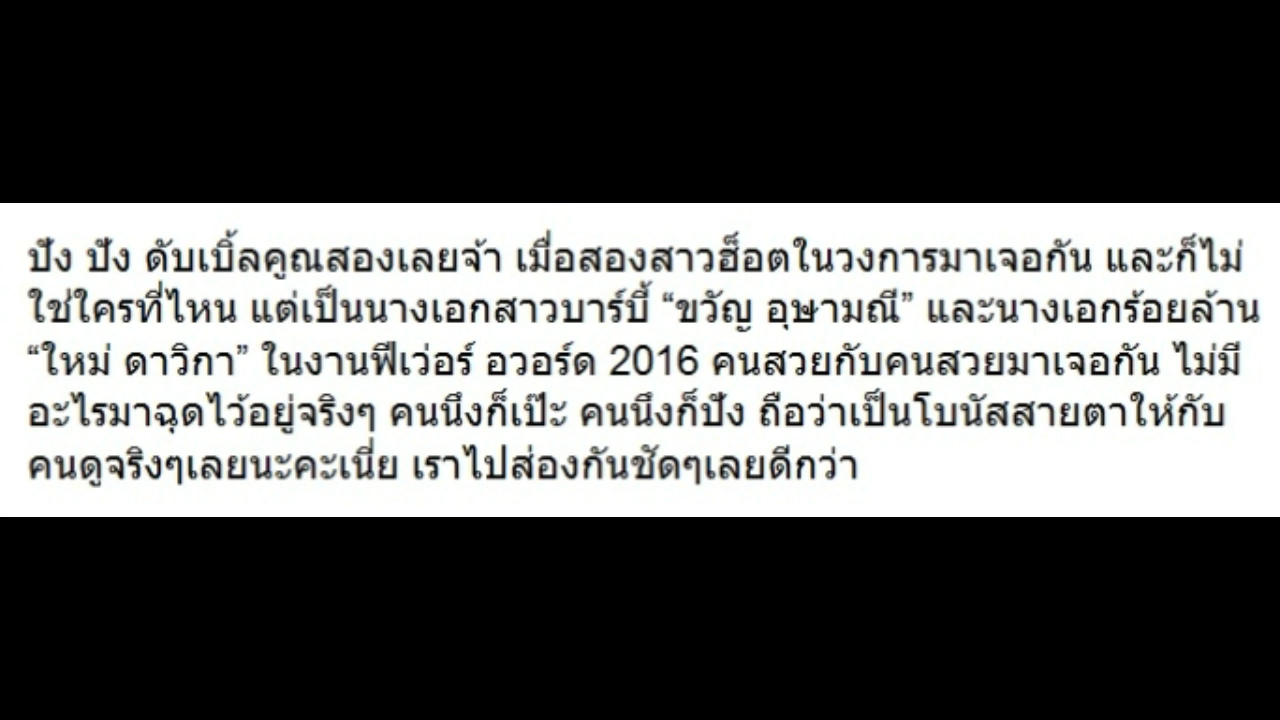 ปัง ปัง ดับเบิ้ลคูณสองเลยจ้า เมื่อสองสาวฮ็อตในวงการมาเจอกัน และก็ไม่
ใช่ใครที่ไหน แต่เป็นนางเอกสาวบาร์บี้ “ขวัญ อุษามณี” และนางเอกร้อยล้าน
“ใหม่ ดาวิกา” ในงานฟีเว่อร์ อวอร์ด 2016 คนสวยกับคนสวยมาเจอกัน ไม่มี
อะไรมาฉุดไว้อยู่จริงๆ คนนึงก็เป๊ะ คนนึงก็ปัง ถือว่าเป็นโบนัสสายตาให้กับ
คนดูจริงๆเลยนะคะเนี่ย เราไปส่องกันชัดๆเลยดีกว่า